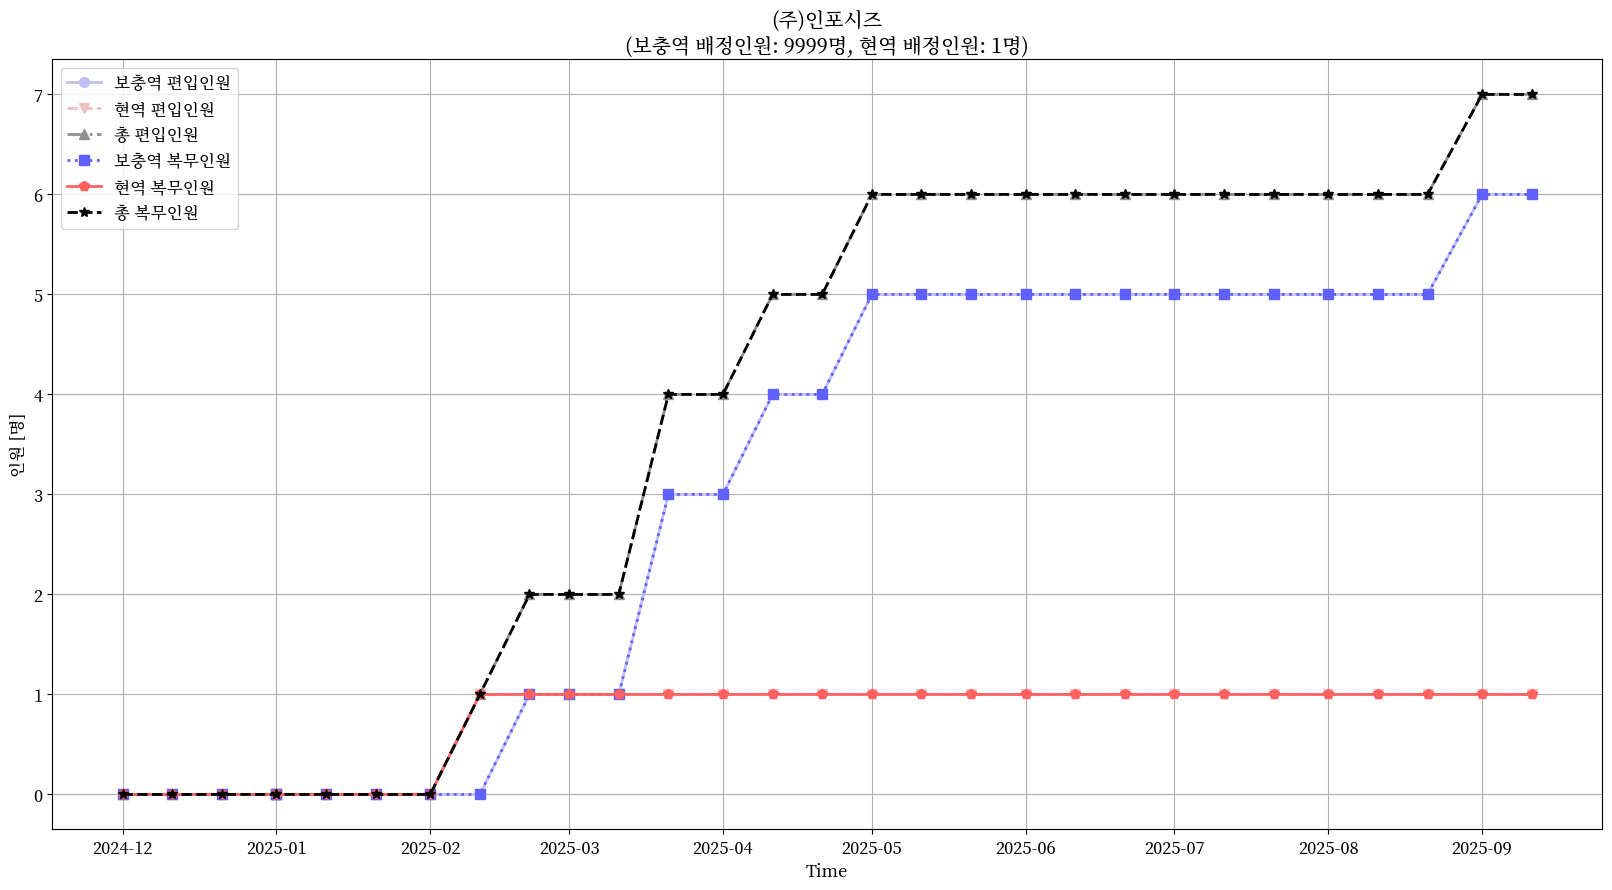 (주)인포시즈
(보충역 배정인원: 9999명, 현역 배정인원: 1명)
보충역 편입인원
현역 편입인원
총 편입인원
보충역 복무인원
현역 복무인원
총 복무인원
인원 [명]
7
6
5
4
3
2
1
0
2024-12
2025-01
2025-02
2025-03
2025-04
2025-05
2025-06
2025-07
2025-08
2025-09
Time